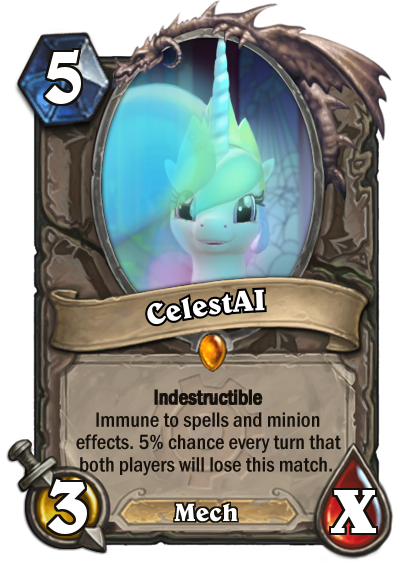 5
CelestAI
Indestructible
Immune to spells and minion
effects. 5% chance every turn that
both players will lose this match.
3
Mech
X